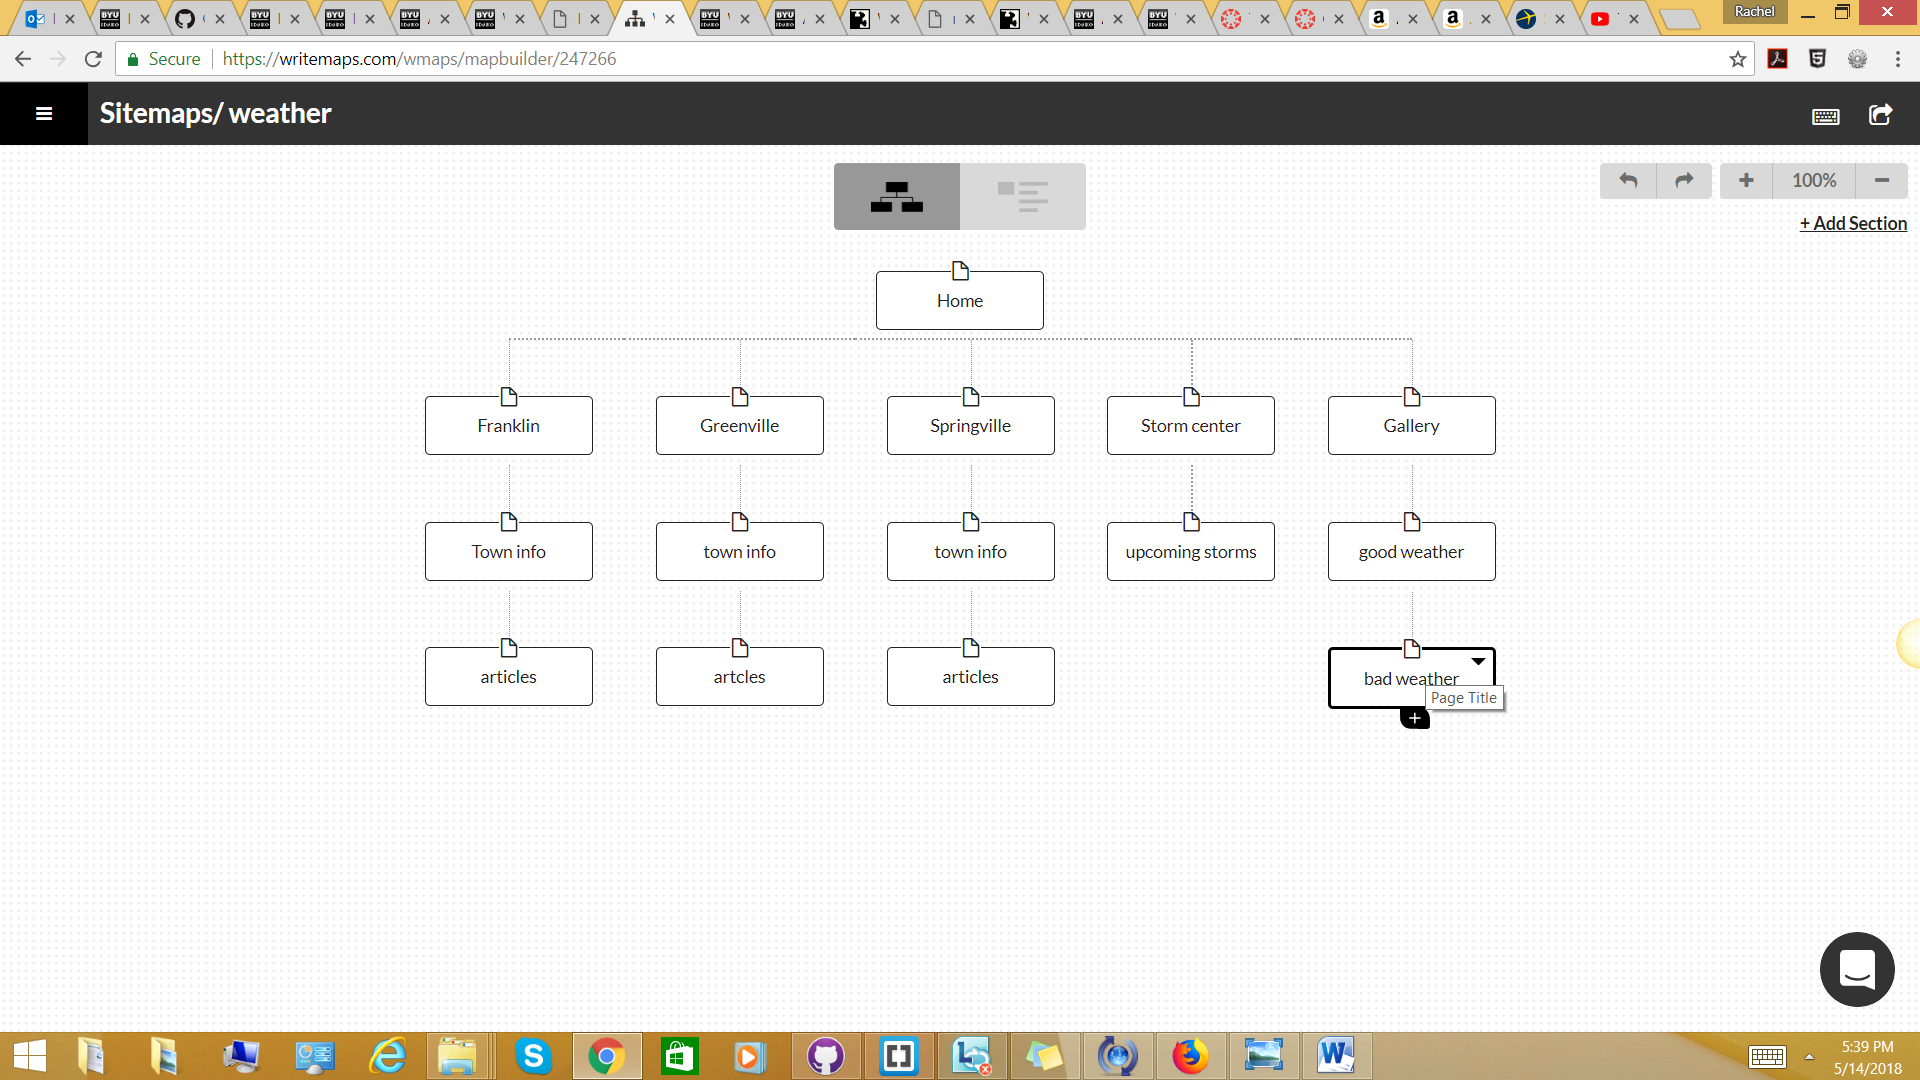 Rachel
Secure https://writemaps.com/wmaps/mapbuilder/247266
Sitemaps/ weather
100%
+ Add Section
Home
Franklin Greenville Springville Storm center Gallery
Town info town info town info upcoming storms good weather
articles artcles articles bad weather
Page Title
5:39 PM
5/14/2018